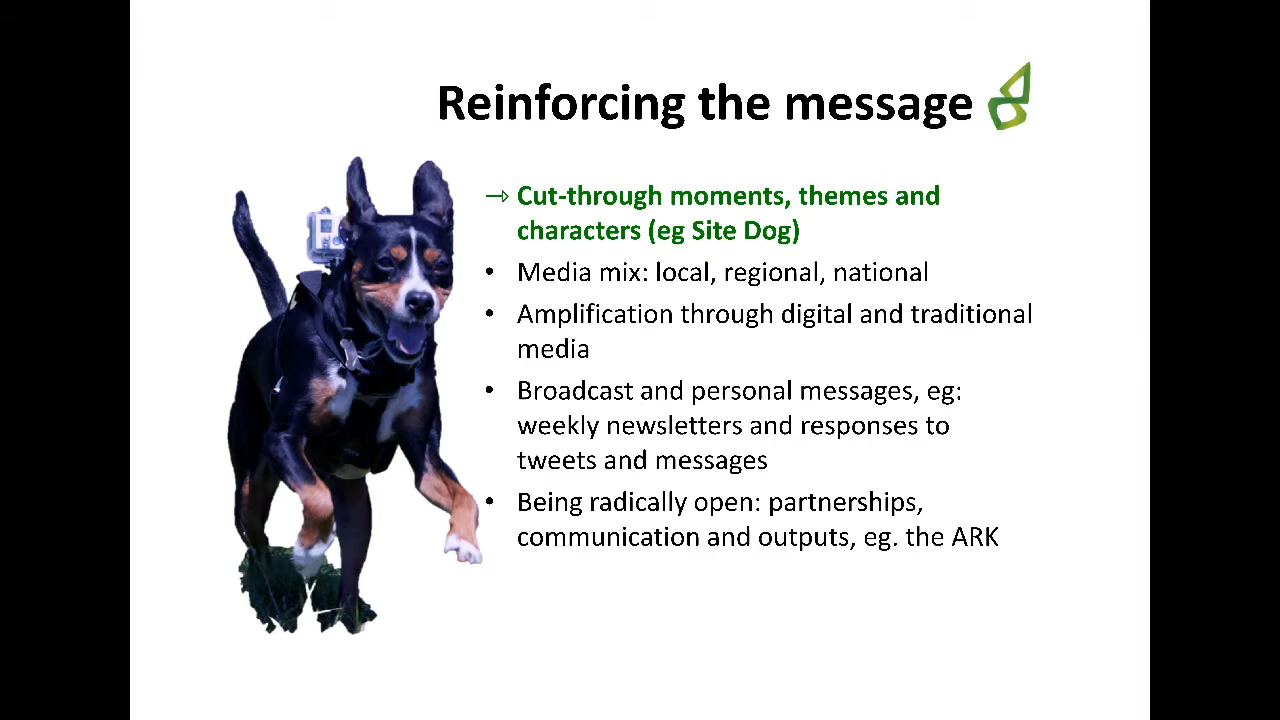 Reinforcing the message
→ Cut-through moments, themes and
characters (eg Site Dog)
• Media mix: local, regional, national
• Amplification through digital and traditional
media
• Broadcast and personal messages, eg:
weekly newsletters and responses to
tweets and messages
• Being radically open: partnerships,
communication and outputs, eg. the ARK